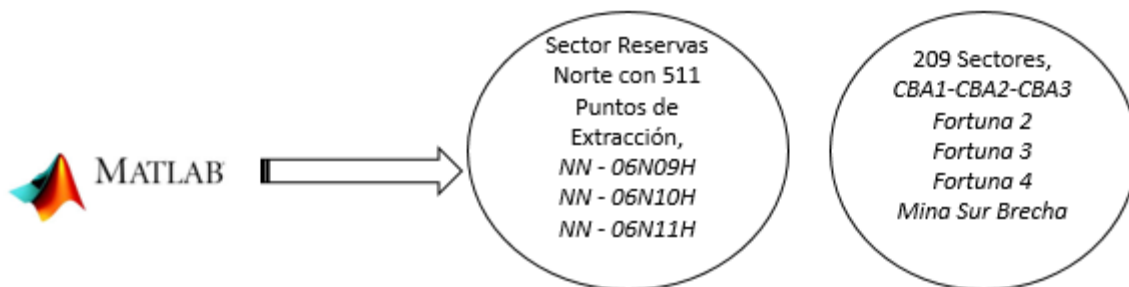 MATLAB
Sector Reservas
Norte con 511
Puntos de
Extracción,
NN - 06N09H
NN - 06N10H
NN - 06N11H
209 Sectores,
CBA1-CBA2-CBA3
Fortuna 2
Fortuna 3
Fortuna 4
Mina Sur Brecha